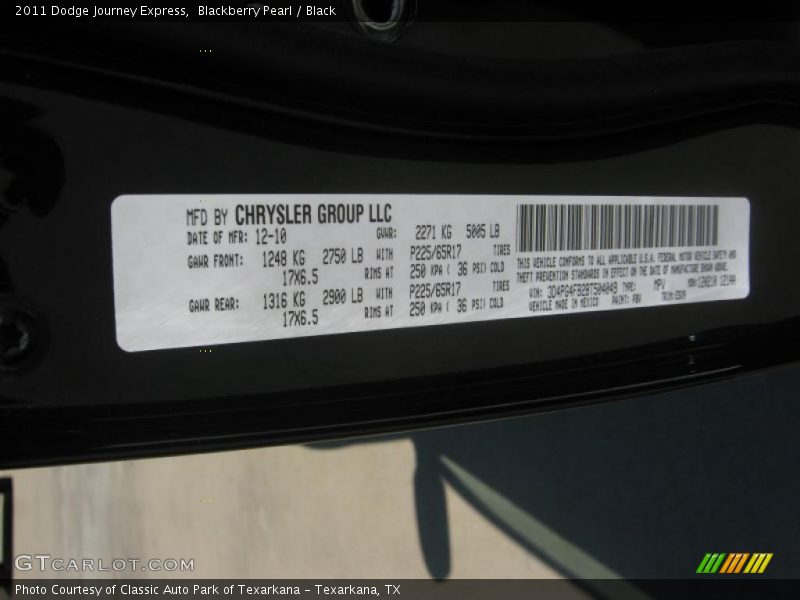 2011 Dodge Journey Express,  Blackberry Pearl / Black
MFD BY CHRYSLER GROUP LLC
DATE OF MFR: 12-10 GVWR: 2271 KG 5005 LB
GAWR FRONT: 1248 KG 2750 LB WITH P225/65R17 TIRES
17X6.5 RIMS AT 250 KPA ( 36 PSI) COLD
GAWR REAR: 1316 KG 2900 LB WITH P225/65R17 TIRES
17X6.5 RIMS AT 250 KPA ( 36 PSI) COLD
THIS VEHICLE CONFORMS TO ALL APPLICABLE U.S.A. FEDERAL MOTOR VEHICLE SAFETY AND
THEFT PREVENTION STANDARDS IN EFFECT ON THE DATE OF MANUFACTURE SHOWN ABOVE.
VIN: TYPE: MPV MDH:
VEHICLE MADE IN MEXICO PAINT: TRIM:
GTCARLOT.COM
Photo Courtesy of Classic Auto Park of Texarkana - Texarkana, TX